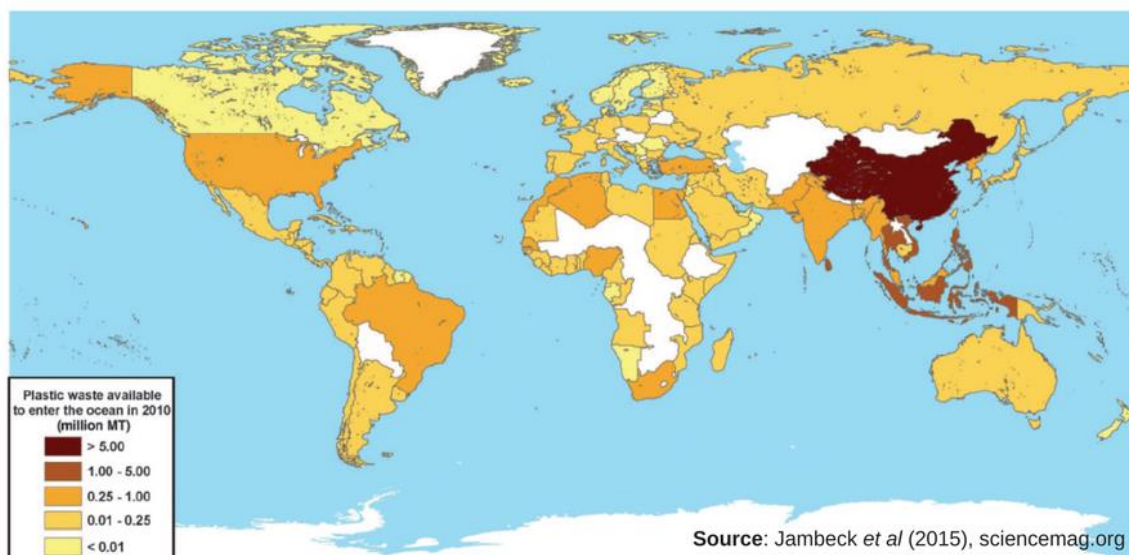 Plastic waste available
to enter the ocean in 2010
(million MT)
> 5.00
1.00 - 5.00
0.25 - 1.00
0.01 - 0.25
< 0.01
Source: Jambeck et al (2015), sciencemag.org